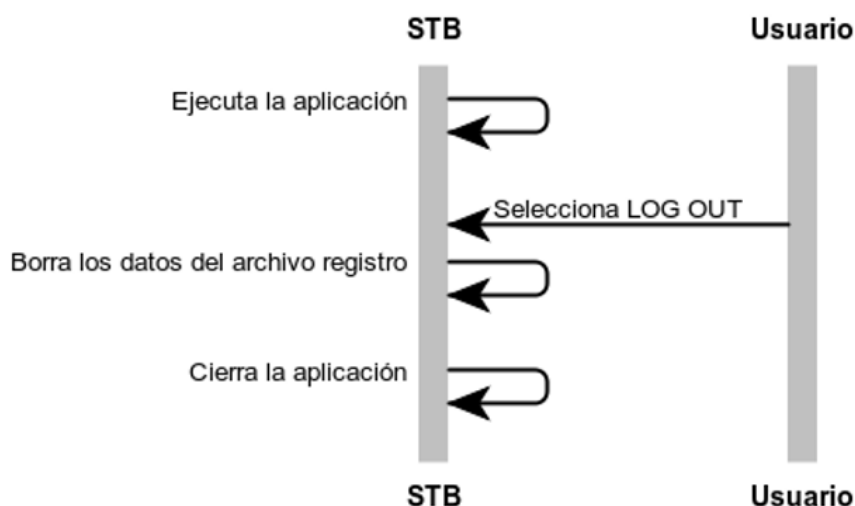 STB
Usuario
Ejecuta la aplicación
Selecciona LOG OUT
Borra los datos del archivo registro
Cierra la aplicación
STB
Usuario